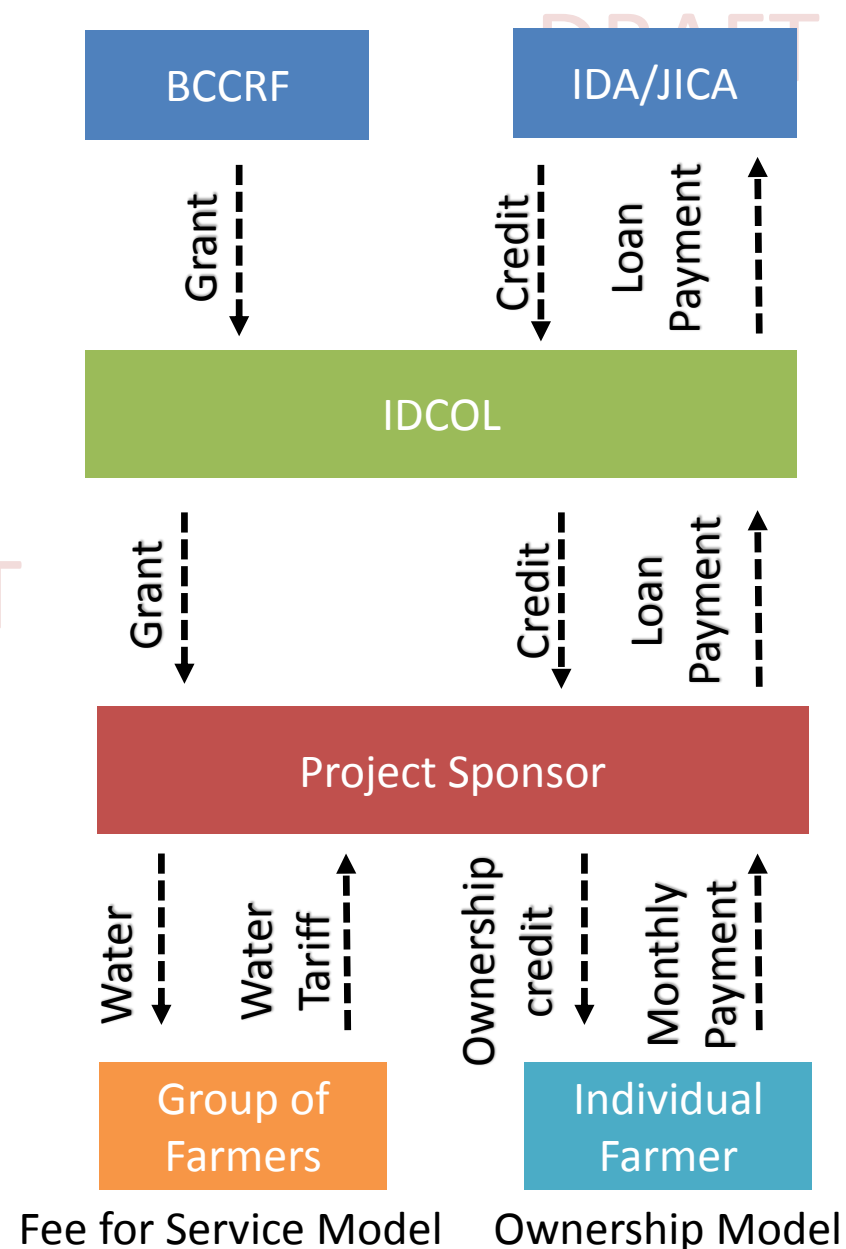 DRAFT
BCCRF
IDA/JICA
Grant
Credit
Loan
Payment
IDCOL
Grant
Credit
Loan
Payment
T
Project Sponsor
Water
Water
Tariff
Ownership
credit
Monthly
Payment
Group of
Farmers
Individual
Farmer
Fee for Service Model
Ownership Model